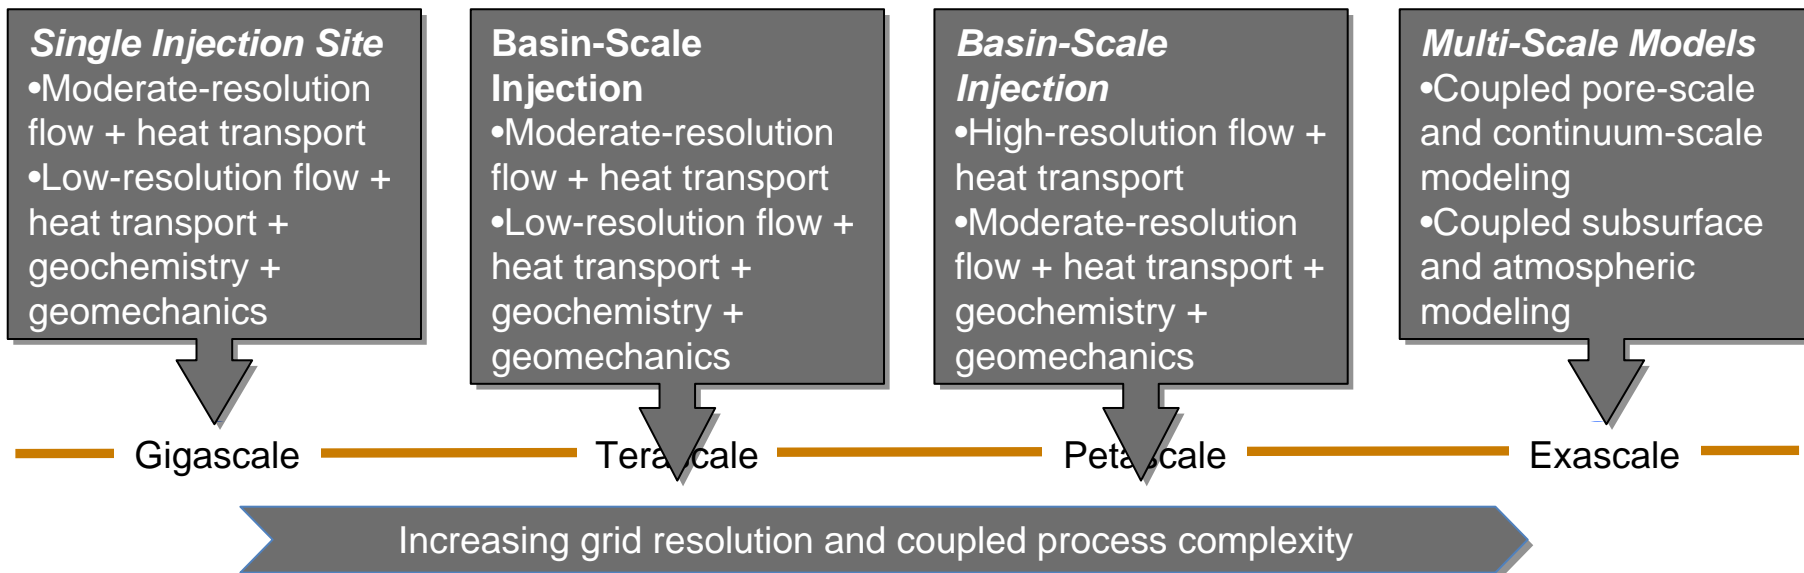 Single Injection Site
•Moderate-resolution
flow + heat transport
•Low-resolution flow +
heat transport +
geochemistry +
geomechanics
Basin-Scale
Injection
•Moderate-resolution
flow + heat transport
•Low-resolution flow +
heat transport +
geochemistry +
geomechanics
Basin-Scale
Injection
•High-resolution flow +
heat transport
•Moderate-resolution
flow + heat transport +
geochemistry +
geomechanics
Multi-Scale Models
•Coupled pore-scale
and continuum-scale
modeling
•Coupled subsurface
and atmospheric
modeling
Gigascale
Terascale
Petascale
Exascale
Increasing grid resolution and coupled process complexity